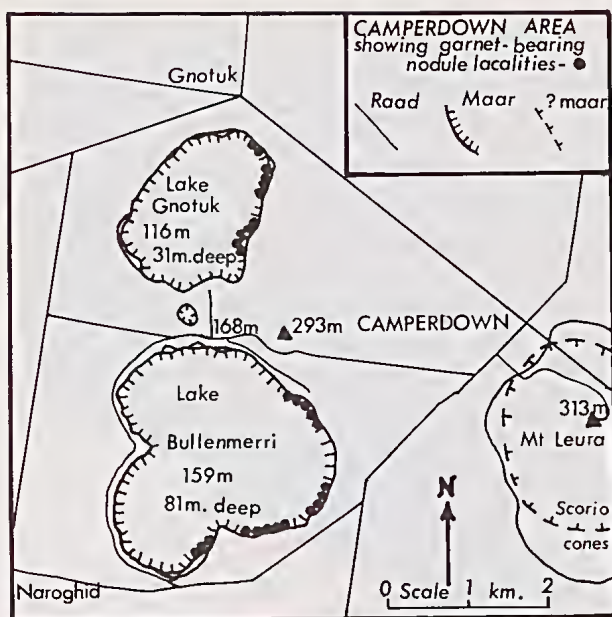 CAMPERDOWN AREA
showing garnet-bearing
nodule lacalities-
Raad
Maar
? maar
Gnotuk
Lake
Gnotuk
116m
31m.deep
168m
293m
CAMPERDOWN
Lake
Bullenmerri
159m
81m. deep
313m
Mt Leura
Scorio
cones
N
0 Scale 1 km. 2
Naroghid